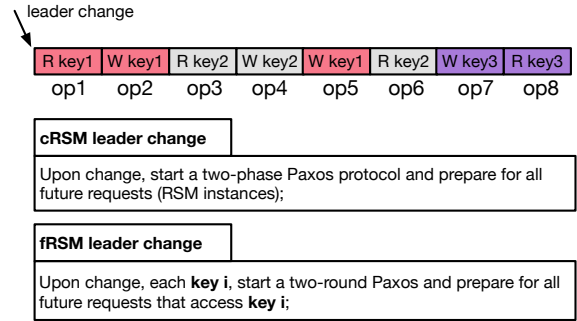 leader change
R key1 W key1 R key2 W key2 W key1 R key2 W key3 R key3
op1 op2 op3 op4 op5 op6 op7 op8
cRSM leader change
Upon change, start a two-phase Paxos protocol and prepare for all
future requests (RSM instances);
fRSM leader change
Upon change, each key i, start a two-round Paxos and prepare for all
future requests that access key i;